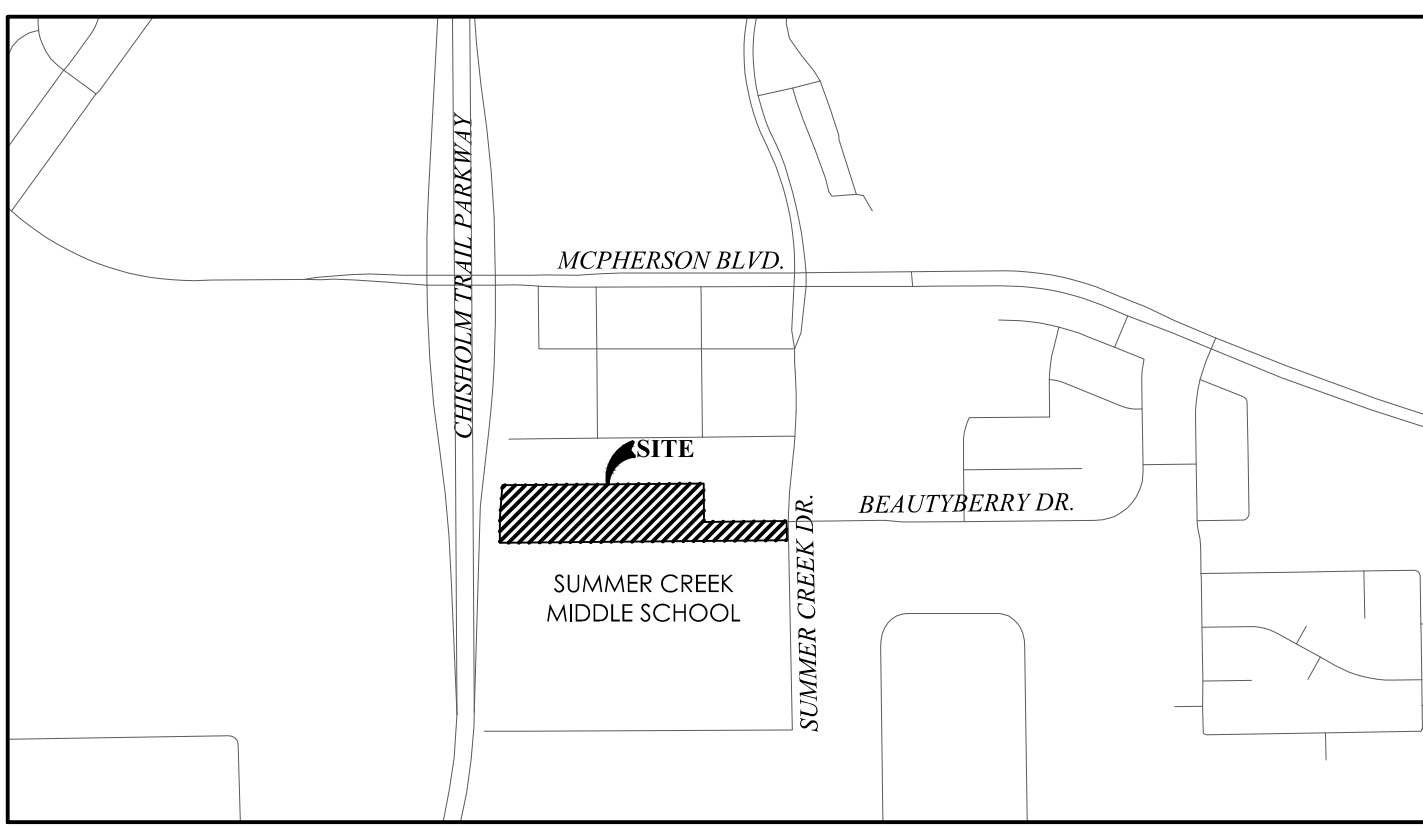 CHISHOLM TRAIL PARKWAY
MCPHERSON BLVD.
SITE
BEAUTYBERRY DR.
SUMMER CREEK DR.
SUMMER CREEK
MIDDLE SCHOOL